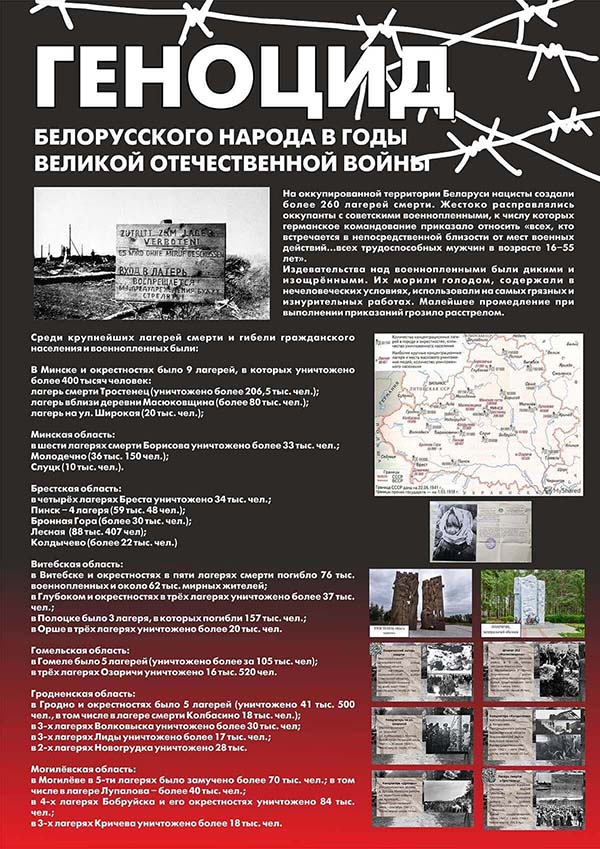 ГЕНОЦИД
БЕЛОРУССКОГО НАРОДА В ГОДЫ
ВЕЛИКОЙ ОТЕЧЕСТВЕННОЙ ВОЙНЫ
ZUTRITT ZUM LAGER
VERBOTEN!
ES WIRD OHNE ANRUF GESCHOSSEN
ВХОД В ЛАГЕРЬ
ВОСПРЕЩАЕТСЯ
На оккупированной территории Беларуси нацисты создали
более 260 лагерей смерти. Жестоко расправлялись
оккупанты с советскими военнопленными, к числу которых
германское командование приказало относить «всех, кто
встречается в непосредственной близости от мест военных
действий...всех трудоспособных мужчин в возрасте 16–55
лет».
Издевательства над военнопленными были дикими и
изощрёнными. Их морили голодом, содержали в
нечеловеческих условиях, использовали на самых грязных и
изнурительных работах. Малейшее промедление при
выполнении приказаний грозило расстрелом.
Среди крупнейших лагерей смерти и гибели гражданского
населения и военнопленных были:
В Минске и окрестностях было 9 лагерей, в которых уничтожено
более 400 тысяч человек:
лагерь смерти Тростенец (уничтожено более 206,5 тыс. чел.);
лагерь вблизи деревни Масюковщина (более 80 тыс. чел.);
лагерь на ул. Широкая (20 тыс. чел.);
Минская область:
в шести лагерях смерти Борисова уничтожено более 33 тыс. чел.;
Молодечно (36 тыс. 150 чел.);
Слуцк (10 тыс. чел.).
Брестская область:
в четырёх лагерях Бреста уничтожено 34 тыс. чел.;
Пинск – 4 лагеря (59 тыс. 48 чел.);
Бронная Гора (более 30 тыс. чел.);
Лесная (88 тыс. 407 чел)
Колдычево (более 22 тыс. чел)
Витебская область:
в Витебске и окрестностях в пяти лагерях смерти погибло 76 тыс.
военнопленных и около 62 тыс. мирных жителей;
в Глубоком и окрестностях в трёх лагерях уничтожено более 37 тыс.
чел.;
в Полоцке было 3 лагеря, в которых погибли 157 тыс. чел.;
в Орше в трёх лагерях уничтожено более 20 тыс. чел.
Гомельская область:
в Гомеле было 5 лагерей (уничтожено более за 105 тыс. чел);
в трёх лагерях Озаричи уничтожено 16 тыс. 520 чел.
Гродненская область:
в Гродно и окрестностях было 5 лагерей (уничтожено 41 тыс. 500
чел., в том числе в лагере смерти Колбасино 18 тыс. чел.);
в 3-х лагерях Волковыска уничтожено более 30 тыс. чел;
в 3-х лагерях Лиды уничтожено более 17 тыс. чел.;
в 2-х лагерях Новогрудка уничтожено 28 тыс.
Могилёвская область:
в Могилёве в 5-ти лагерях было замучено более 70 тыс. чел.; в том
числе в лагере Лупалова – более 40 тыс. чел.;
в 4-х лагерях Бобруйска и его окрестностях уничтожено 84 тыс.
чел.;
в 3-х лагерях Кричева уничтожено более 18 тыс. чел.
MyShared